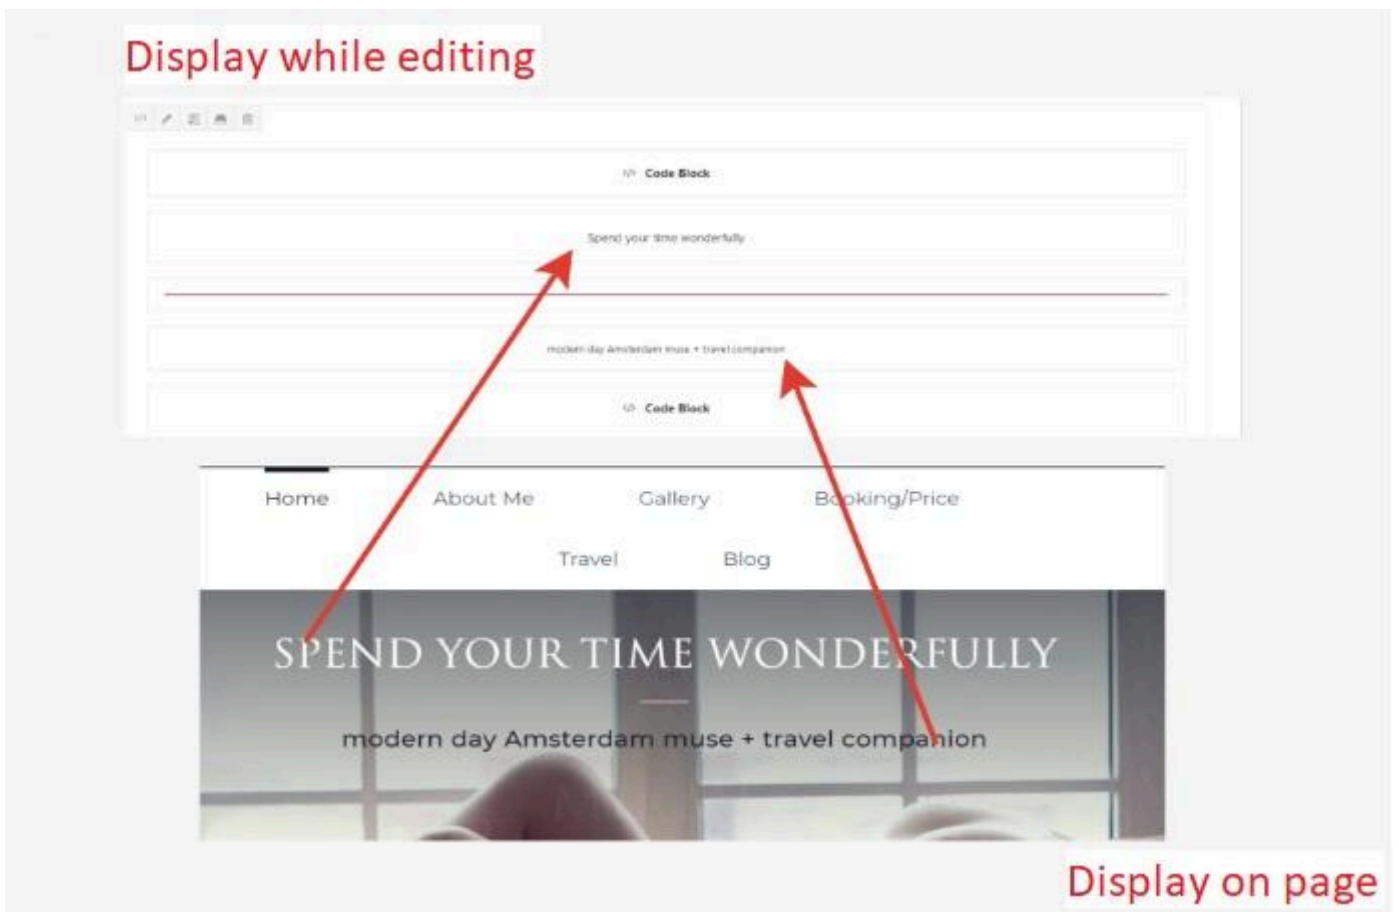 Display while editing
</> Code Block
Spend your time wonderfully
modern day Amsterdam muse + travel companion
</> Code Block
Home About Me Gallery Booking/Price
Travel Blog
SPEND YOUR TIME WONDERFULLY
modern day Amsterdam muse + travel companion
Display on page